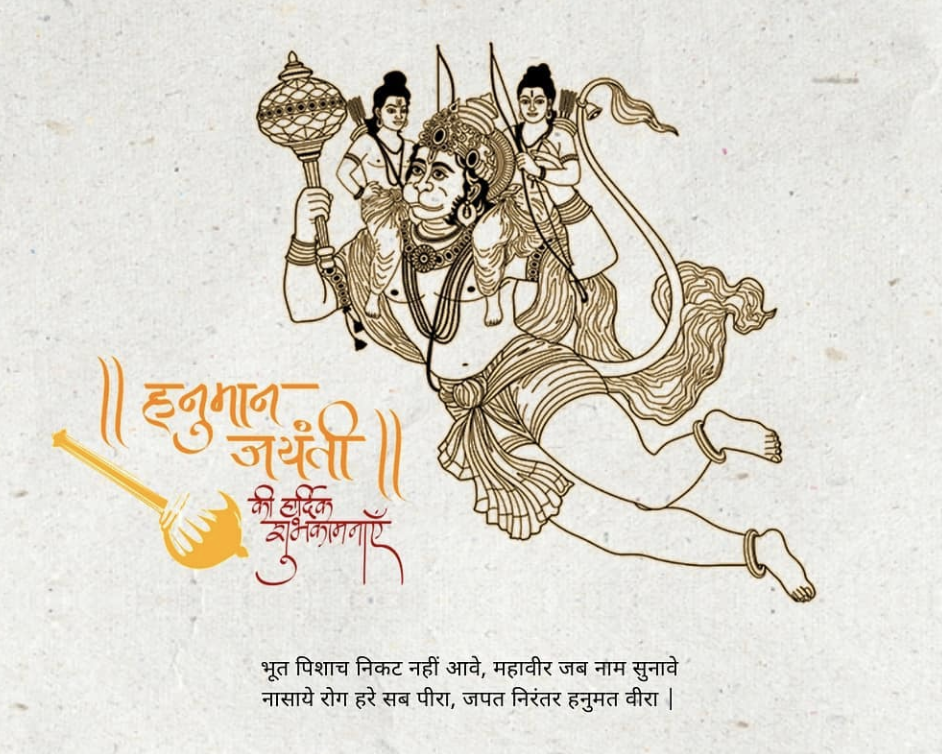 || हनुमान
जयंती ||
की हार्दिक
शुभकामनाएँ
भूत पिशाच निकट नहीं आवे, महावीर जब नाम सुनावे
नासाये रोग हरे सब पीरा, जपत निरंतर हनुमत वीरा |